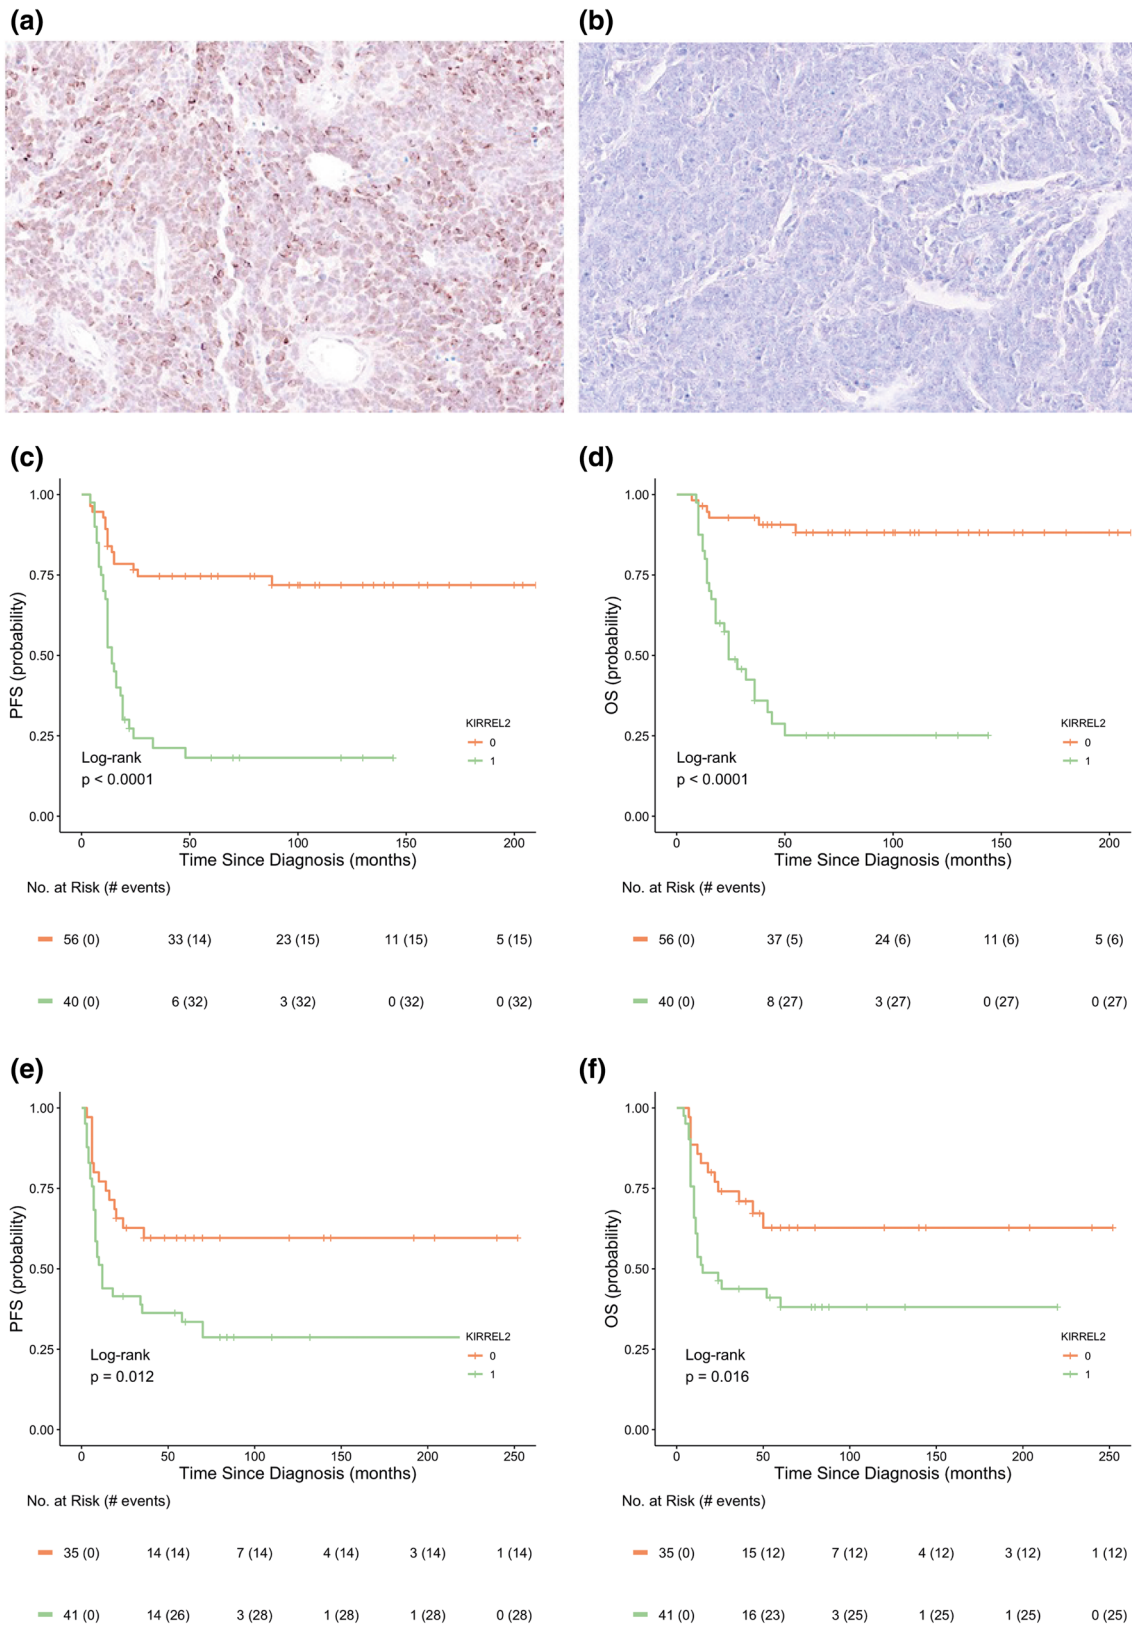 (a)
(b)
(c)
1.00
0.75
0.50
0.25
0.00
PFS (probability)
Log-rank
p < 0.0001
KIRREL2
0
1
0 50 100 150 200
Time Since Diagnosis (months)
No. at Risk (# events)
56 (0) 33 (14) 23 (15) 11 (15) 5 (15)
40 (0) 6 (32) 3 (32) 0 (32) 0 (32)
(d)
1.00
0.75
0.50
0.25
0.00
OS (probability)
Log-rank
p < 0.0001
KIRREL2
0
1
0 50 100 150 200
Time Since Diagnosis (months)
No. at Risk (# events)
56 (0) 37 (5) 24 (6) 11 (6) 5 (6)
40 (0) 8 (27) 3 (27) 0 (27) 0 (27)
(e)
1.00
0.75
0.50
0.25
0.00
PFS (probability)
Log-rank
p = 0.012
KIRREL2
0
1
0 50 100 150 200 250
Time Since Diagnosis (months)
No. at Risk (# events)
35 (0) 14 (14) 7 (14) 4 (14) 3 (14) 1 (14)
41 (0) 14 (26) 3 (28) 1 (28) 1 (28) 0 (28)
(f)
1.00
0.75
0.50
0.25
0.00
OS (probability)
Log-rank
p = 0.016
KIRREL2
0
1
0 50 100 150 200 250
Time Since Diagnosis (months)
No. at Risk (# events)
35 (0) 15 (12) 7 (12) 4 (12) 3 (12) 1 (12)
41 (0) 16 (23) 3 (25) 1 (25) 1 (25) 0 (25)